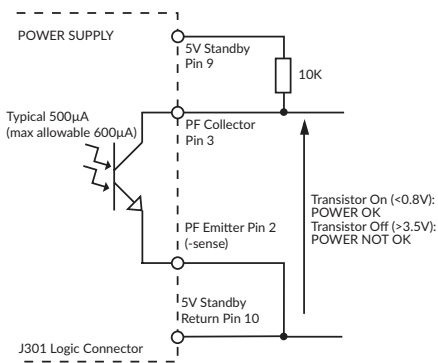 POWER SUPPLY
5V Standby
Pin 9
10K
Typical 500µA
(max allowable 600µA)
PF Collector
Pin 3
Transistor On (<0.8V):
POWER OK
Transistor Off (>3.5V):
POWER NOT OK
PF Emitter Pin 2
(-sense)
5V Standby
Return Pin 10
J301 Logic Connector